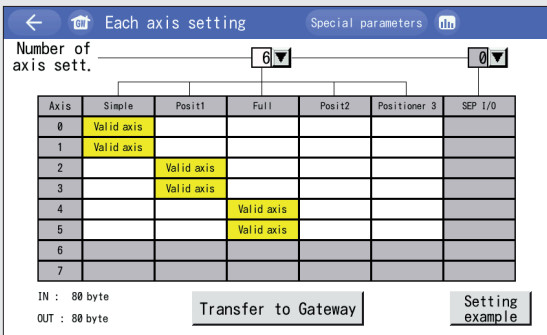 GW Each axis setting Special parameters
Number of
axis sett. 6 0
Axis Simple Posit1 Full Posit2 Positioner 3 SEP I/O
0 Valid axis
1 Valid axis
2 Valid axis
3 Valid axis
4 Valid axis
5 Valid axis
6
7
IN : 80 byte
OUT : 80 byte
Transfer to Gateway
Setting
example